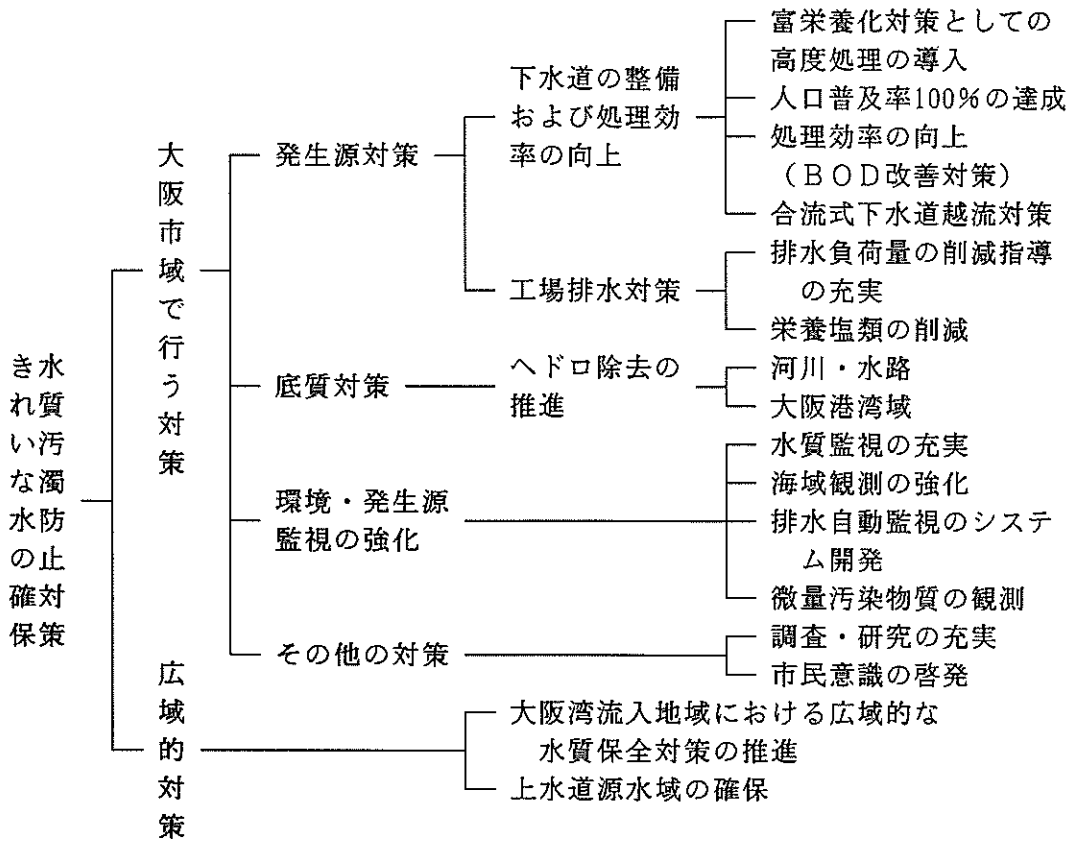 水質汚濁防止対策
きれいな水の確保
大阪市域で行う対策
発生源対策
下水道の整備
および処理効
率の向上
富栄養化対策としての
高度処理の導入
人口普及率100%の達成
処理効率の向上
(BOD改善対策)
合流式下水道越流対策
工場排水対策
排水負荷量の削減指導
の充実
栄養塩類の削減
底質対策
ヘドロ除去の
推進
河川・水路
大阪港湾域
環境・発生源
監視の強化
水質監視の充実
海域観測の強化
排水自動監視のシステ
ム開発
微量汚染物質の観測
その他の対策
調査・研究の充実
市民意識の啓発
広域的対策
大阪湾流入地域における広域的な
水質保全対策の推進
上水道源水域の確保